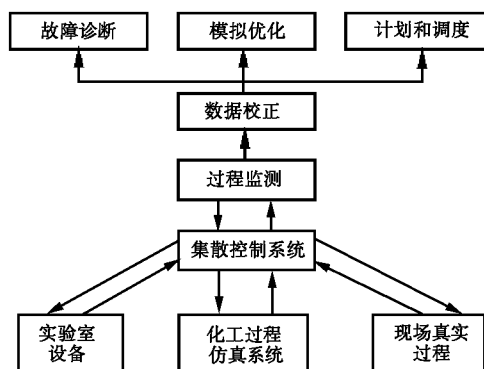 故障诊断
模拟优化
计划和调度
数据校正
过程监测
集散控制系统
实验室
设备
化工过程
仿真系统
现场真实
过程